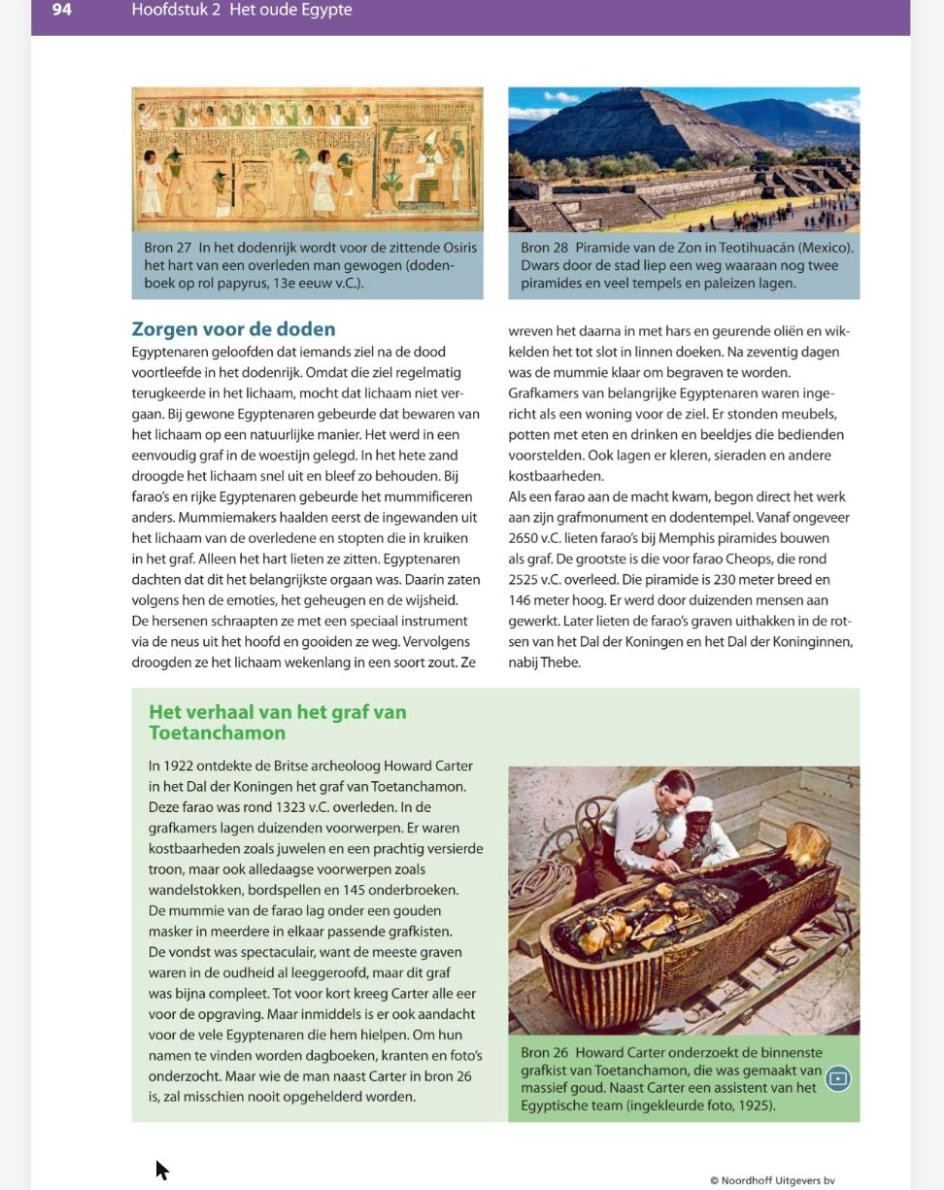 94 Hoofdstuk 2 Het oude Egypte
Bron 27 In het dodenrijk wordt voor de zittende Osiris
het hart van een overleden man gewogen (doden-
boek op rol papyrus, 13e eeuw v.C.).
Bron 28 Piramide van de Zon in Teotihuacán (Mexico).
Dwars door de stad liep een weg waaraan nog twee
piramides en veel tempels en paleizen lagen.
Zorgen voor de doden
Egyptenaren geloofden dat iemands ziel na de dood
voortleefde in het dodenrijk. Omdat die ziel regelmatig
terugkeerde in het lichaam, mocht dat lichaam niet ver-
gaan. Bij gewone Egyptenaren gebeurde dat bewaren van
het lichaam op een natuurlijke manier. Het werd in een
eenvoudig graf in de woestijn gelegd. In het hete zand
droogde het lichaam snel uit en bleef zo behouden. Bij
farao's en rijke Egyptenaren gebeurde het mummificeren
anders. Mummiemakers haalden eerst de ingewanden uit
het lichaam van de overledene en stopten die in kruiken
in het graf. Alleen het hart lieten ze zitten. Egyptenaren
dachten dat dit het belangrijkste orgaan was. Daarin zaten
volgens hen de emoties, het geheugen en de wijsheid.
De hersenen schraapten ze met een speciaal instrument
via de neus uit het hoofd en gooiden ze weg. Vervolgens
droogden ze het lichaam wekenlang in een soort zout. Ze
wreven het daarna in met hars en geurende oliën en wik-
kelden het tot slot in linnen doeken. Na zeventig dagen
was de mummie klaar om begraven te worden.
Grafkamers van belangrijke Egyptenaren waren inge-
richt als een woning voor de ziel. Er stonden meubels,
potten met eten en drinken en beeldjes die bedienden
voorstelden. Ook lagen er kleren, sieraden en andere
kostbaarheden.
Als een farao aan de macht kwam, begon direct het werk
aan zijn grafmonument en dodentempel. Vanaf ongeveer
2650 v.C. lieten farao's bij Memphis piramides bouwen
als graf. De grootste is die voor farao Cheops, die rond
2525 v.C. overleed. Die piramide is 230 meter breed en
146 meter hoog. Er werd door duizenden mensen aan
gewerkt. Later lieten de farao's graven uithakken in de rot-
sen van het Dal der Koningen en het Dal der Koninginnen,
nabij Thebe.
Het verhaal van het graf van
Toetanchamon
In 1922 ontdekte de Britse archeoloog Howard Carter
in het Dal der Koningen het graf van Toetanchamon.
Deze farao was rond 1323 v.C. overleden. In de
grafkamers lagen duizenden voorwerpen. Er waren
kostbaarheden zoals juwelen en een prachtig versierde
troon, maar ook alledaagse voorwerpen zoals
wandelstokken, bordspellen en 145 onderbroeken.
De mummie van de farao lag onder een gouden
masker in meerdere in elkaar passende grafkisten.
De vondst was spectaculair, want de meeste graven
waren in de oudheid al leeggeroofd, maar dit graf
was bijna compleet. Tot voor kort kreeg Carter alle eer
voor de opgraving. Maar inmiddels is er ook aandacht
voor de vele Egyptenaren die hem hielpen. Om hun
namen te vinden worden dagboeken, kranten en foto's
onderzocht. Maar wie de man naast Carter in bron 26
is, zal misschien nooit opgehelderd worden.
Bron 26 Howard Carter onderzoekt de binnenste
grafkist van Toetanchamon, die was gemaakt van
massief goud. Naast Carter een assistent van het
Egyptische team (ingekleurde foto, 1925).
© Noordhoff Uitgevers bv